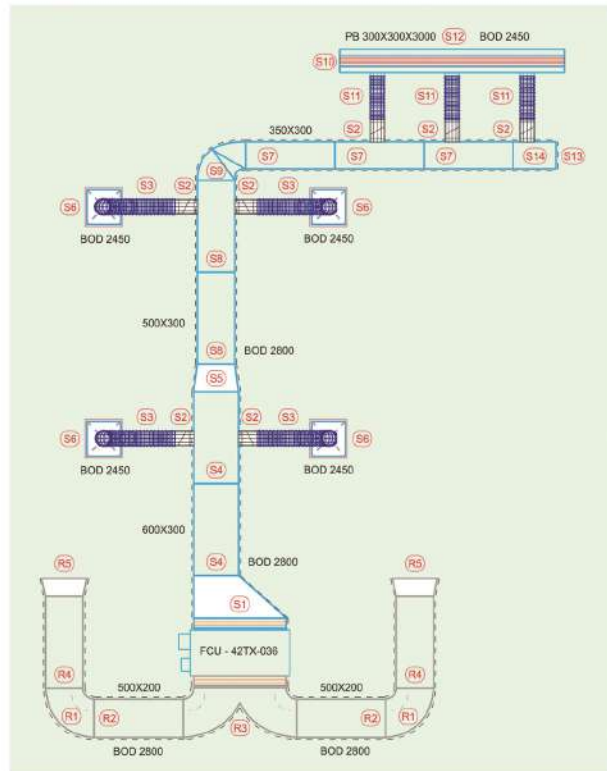 PB 300X300X3000 S12 BOD 2450
S10
S11 S11 S11
350X300 S2 S2 S2
S9 S7 S7 S7 S14 S13
S3 S2 S2 S3
S6 S6
BOD 2450 BOD 2450
S8
500X300
S8 BOD 2800
S5
S3 S2 S2 S3
S6 S6
BOD 2450 BOD 2450
S4
600X300
S4 BOD 2800
R5 R5
S1
FCU - 42TX-036
R4 R4
500X200 500X200
R1 R2 R3 R2 R1
BOD 2800 BOD 2800